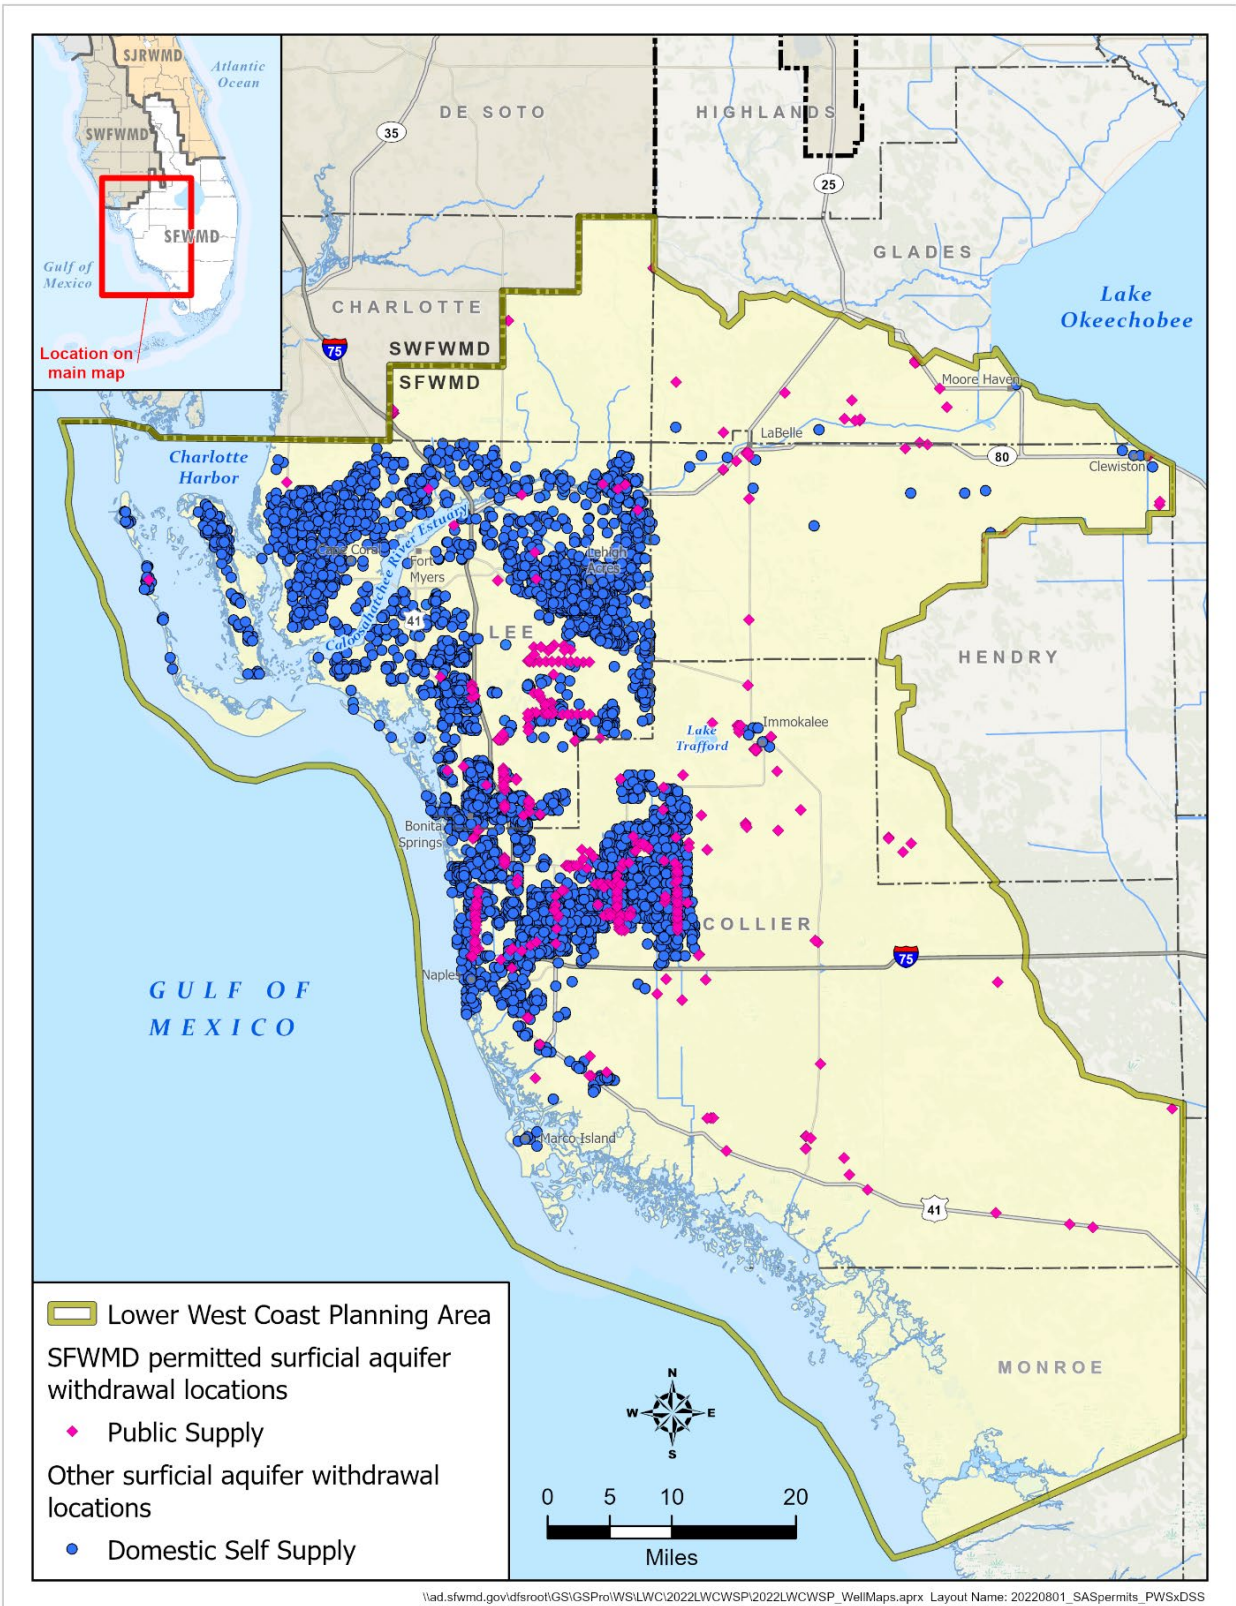 SJRWMD
Atlantic
Ocean
SWFWMD
SFWMD
Gulf of
Mexico
Location on
main map
DE SOTO
HIGHLANDS
35
25
GLADES
CHARLOTTE
Lake
Okeechobee
75
SWFWMD
SFWMD
Moore Haven
LaBelle
80
Clewiston
Charlotte
Harbor
Caloosahatchee River Estuary
Cape Coral
Fort
Myers
Lehigh
Acres
41
LEE
HENDRY
Immokalee
Lake
Trafford
Bonita
Springs
COLLIER
75
Naples
GULF OF
MEXICO
Marco Island
41
MONROE
Lower West Coast Planning Area
SFWMD permitted surficial aquifer
withdrawal locations
Public Supply
Other surficial aquifer withdrawal
locations
Domestic Self Supply
N
W E
S
0 5 10 20
Miles
\\ad.sfwmd.gov\dfsroot\GS\GSPro\WS\LWC\2022LWCWSP\2022LWCWSP_WellMaps.aprx Layout Name: 20220801_SASpermits_PWSxDSS